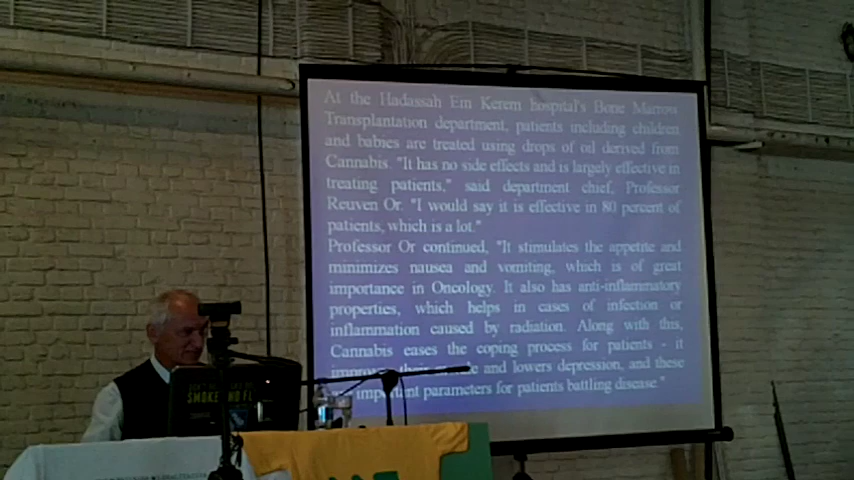 At the Hadassah Em Kerem hospital's Bone Marrow
Transplantation department, patients including children
and babies are treated using drops of oil derived from
Cannabis. "It has no side effects and is largely effective in
treating patients," said department chief, Professor
Reuven Or. "I would say it is effective in 80 percent of
patients, which is a lot."
Professor Or continued, "It stimulates the appetite and
minimizes nausea and vomiting, which is of great
importance in Oncology. It also has anti-inflammatory
properties, which helps in cases of infection or
inflammation caused by radiation. Along with this,
Cannabis eases the coping process for patients - it
and lowers depression, and these
important parameters for patients battling disease."
SMOKE